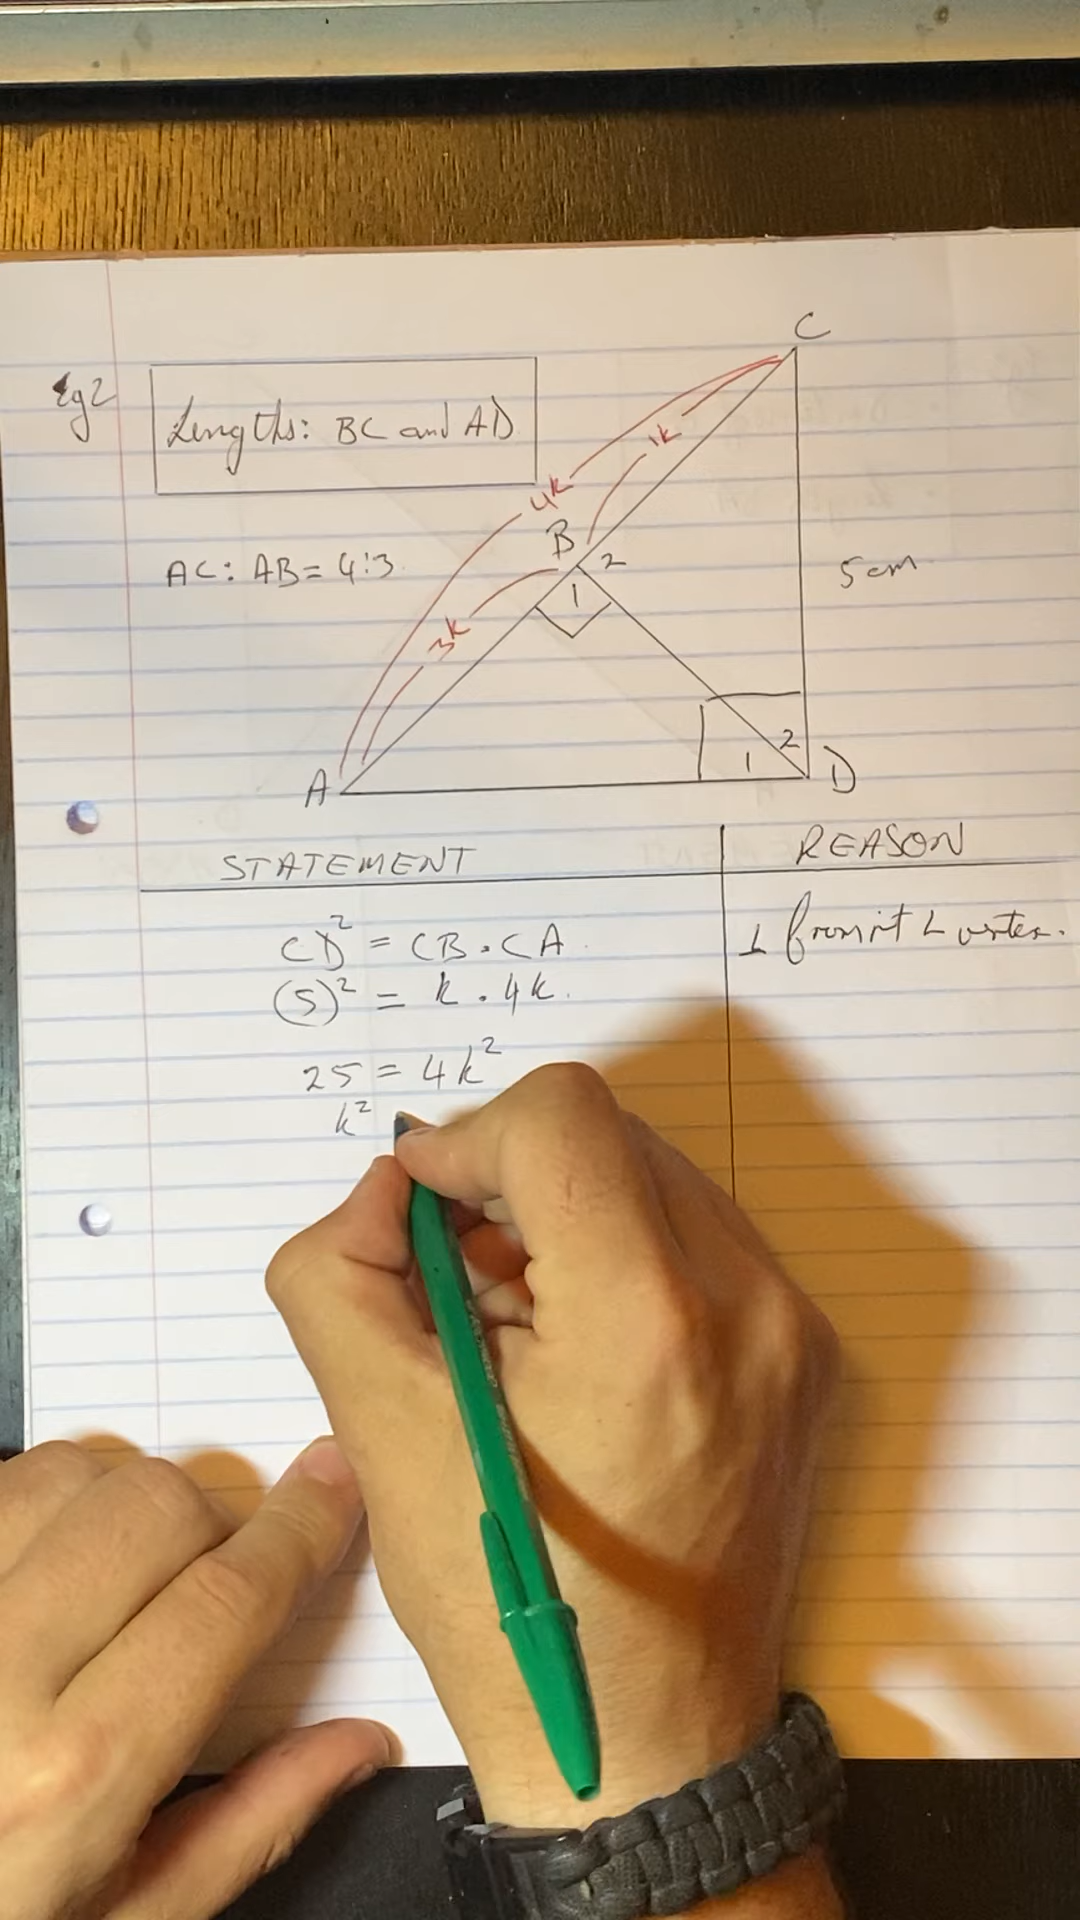 Eg2
Lengths: BC and AD
AC: AB = 4:3
C
4k
1k
B
2
1
5cm
3k
2
1
A
D
STATEMENT
REASON
CD² = CB . CA
⊥ from rt ∠ vertex.
(5)² = k . 4k.
25 = 4k²
k²